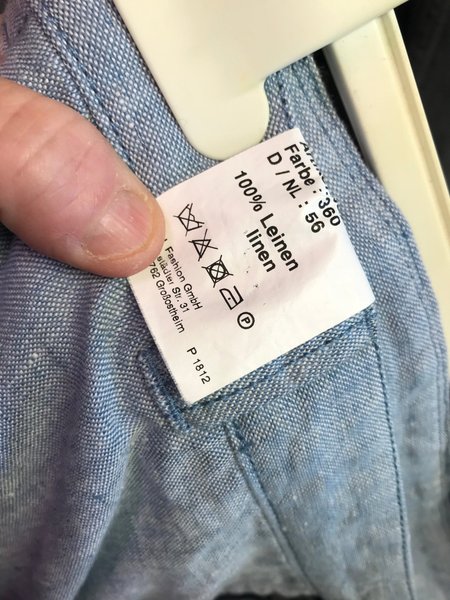 Farbe : 360
D / NL : 56
100% Leinen
linen
P
Fashion GmbH
Str. 31
Großostheim
P 1812